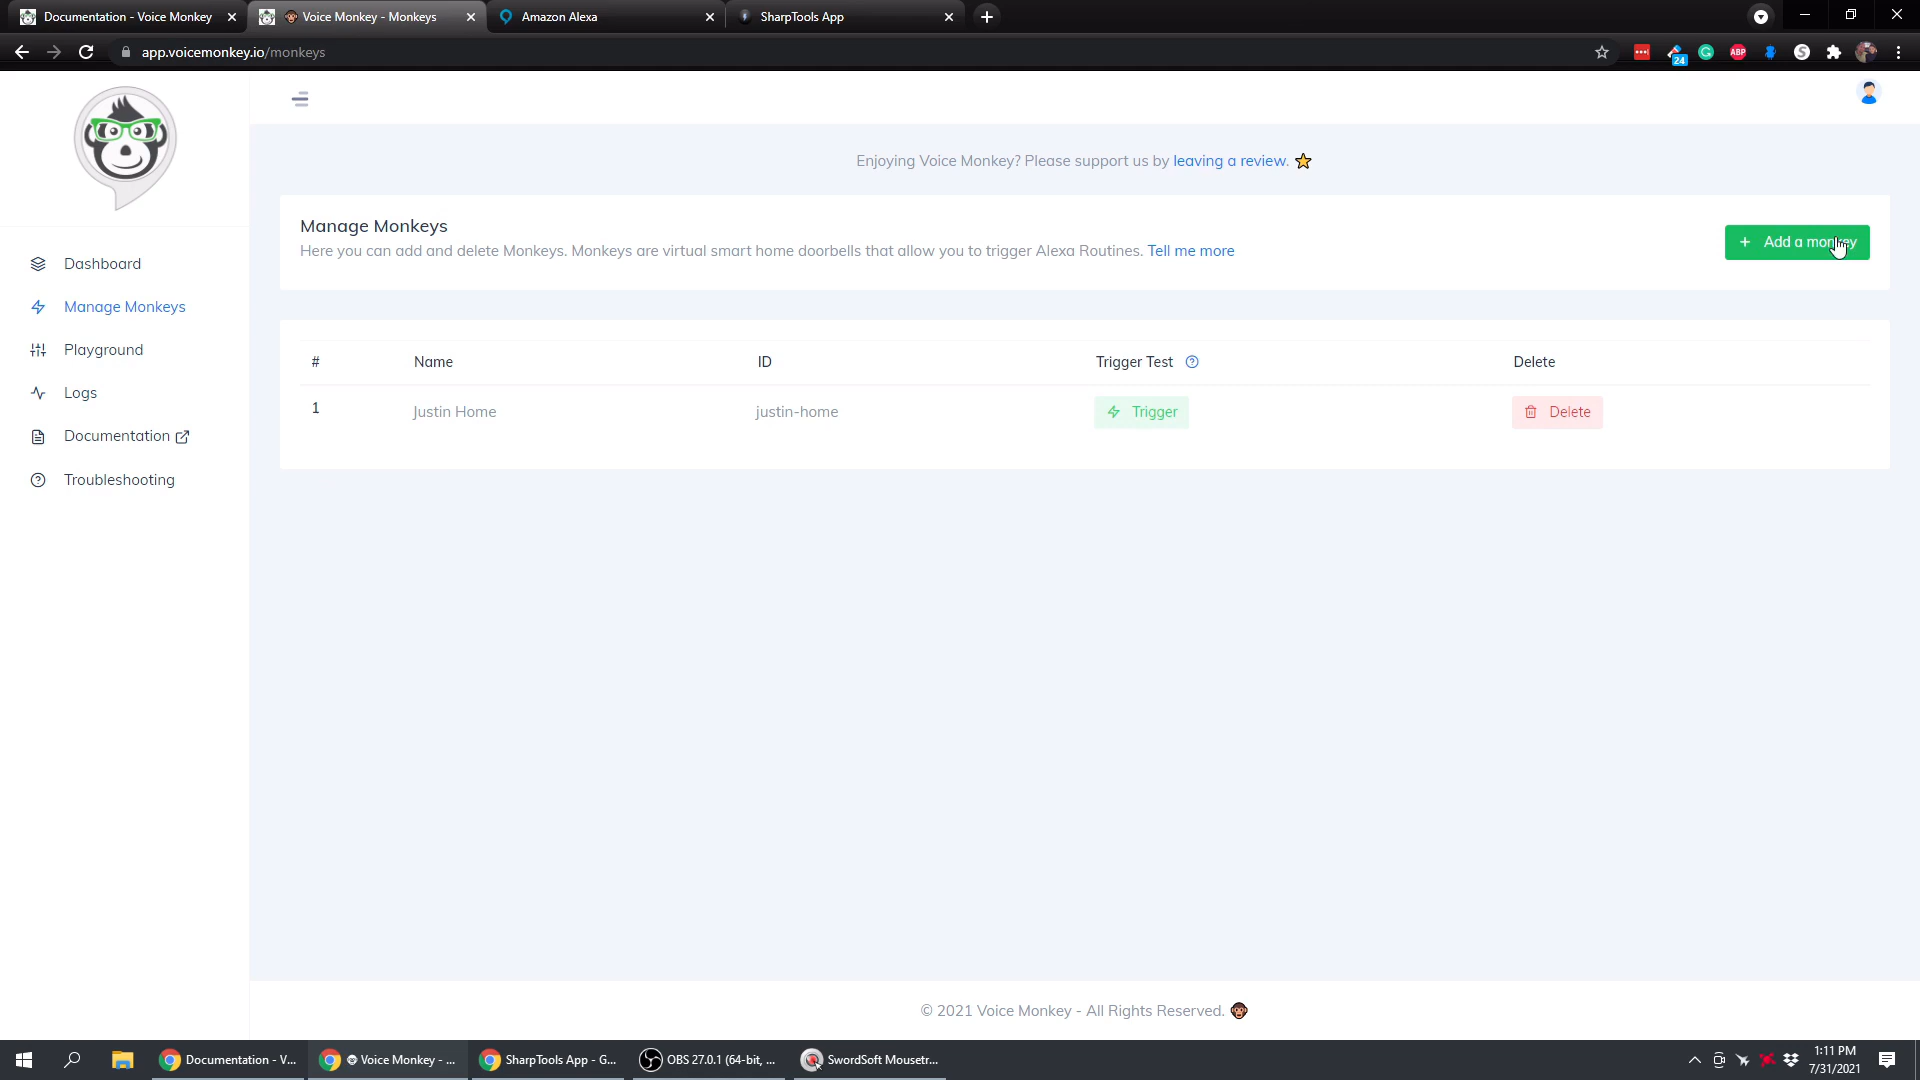 Documentation - Voice Monkey
Voice Monkey - Monkeys
Amazon Alexa
SharpTools App
app.voicemonkey.io/monkeys
24
ABP
Enjoying Voice Monkey? Please support us by leaving a review.
Manage Monkeys
Here you can add and delete Monkeys. Monkeys are virtual smart home doorbells that allow you to trigger Alexa Routines. Tell me more
+ Add a monkey
Dashboard
Manage Monkeys
Playground
Logs
Documentation
Troubleshooting
# Name ID Trigger Test ? Delete
1 Justin Home justin-home Trigger Delete
© 2021 Voice Monkey - All Rights Reserved.
Documentation - V...
Voice Monkey - ...
SharpTools App - G...
OBS 27.0.1 (64-bit, ...
SwordSoft Mousetr...
1:11 PM
7/31/2021